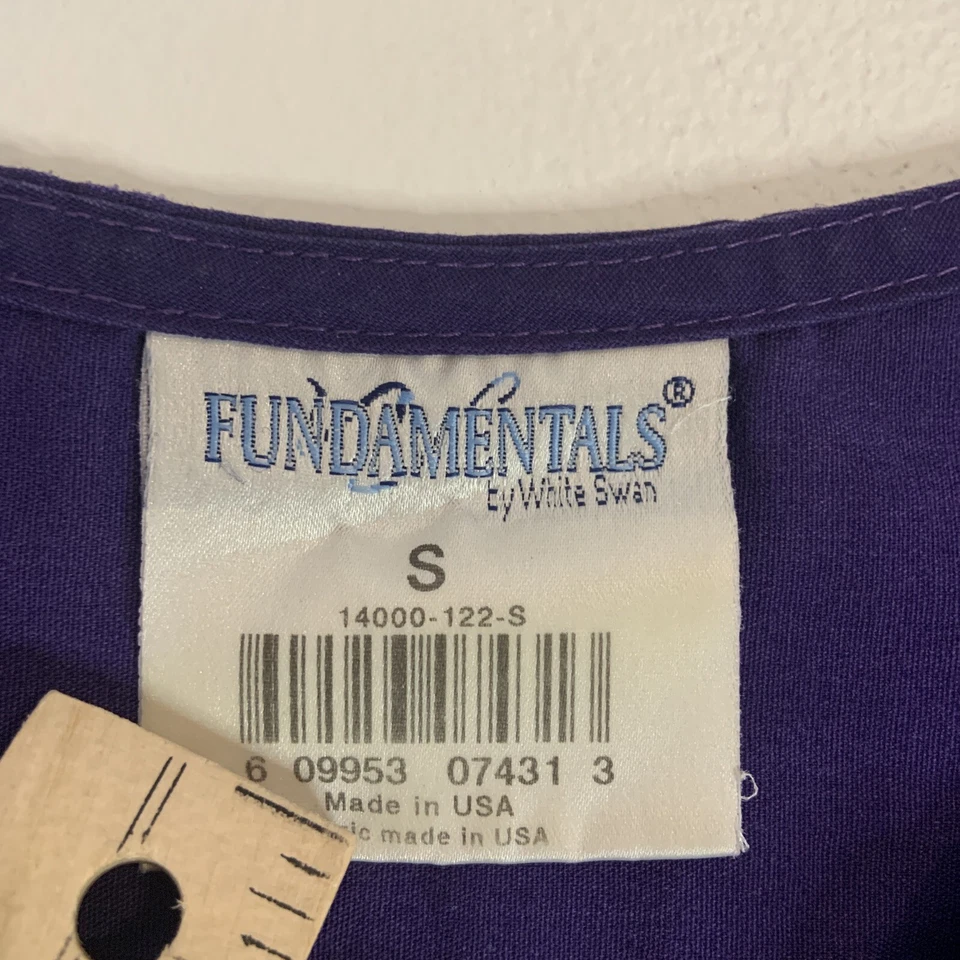 FUNDAMENTALS®
by White Swan
S
14000-122-S
6 09953 07431 3
Made in USA
made in USA